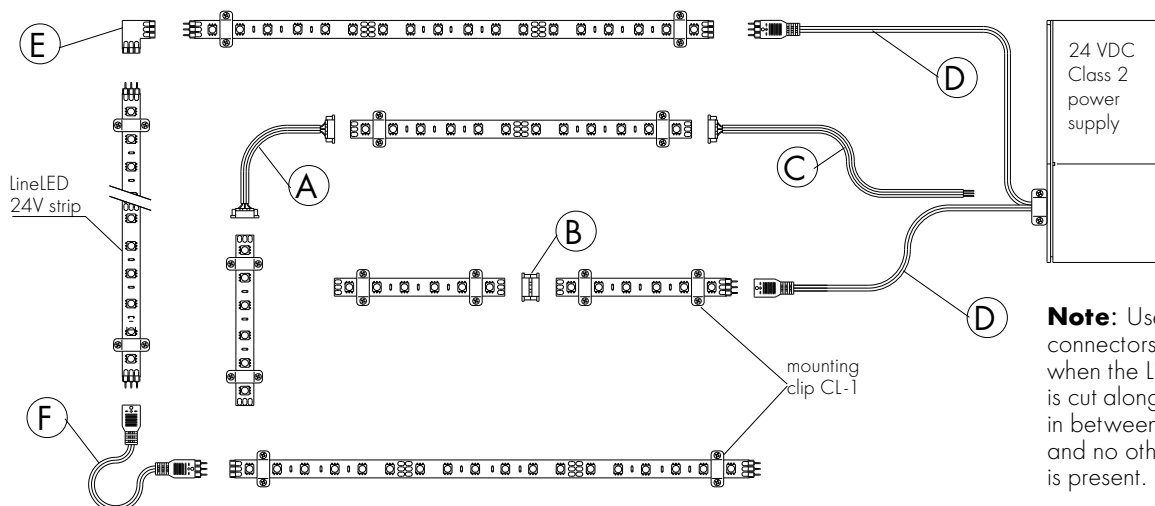 E
D
24 VDC
Class 2
power
supply
A
C
LineLED
24V strip
B
D
mounting
clip CL-1
F
Note: Use
connectors
when the L
is cut along
in between
and no oth
is present.